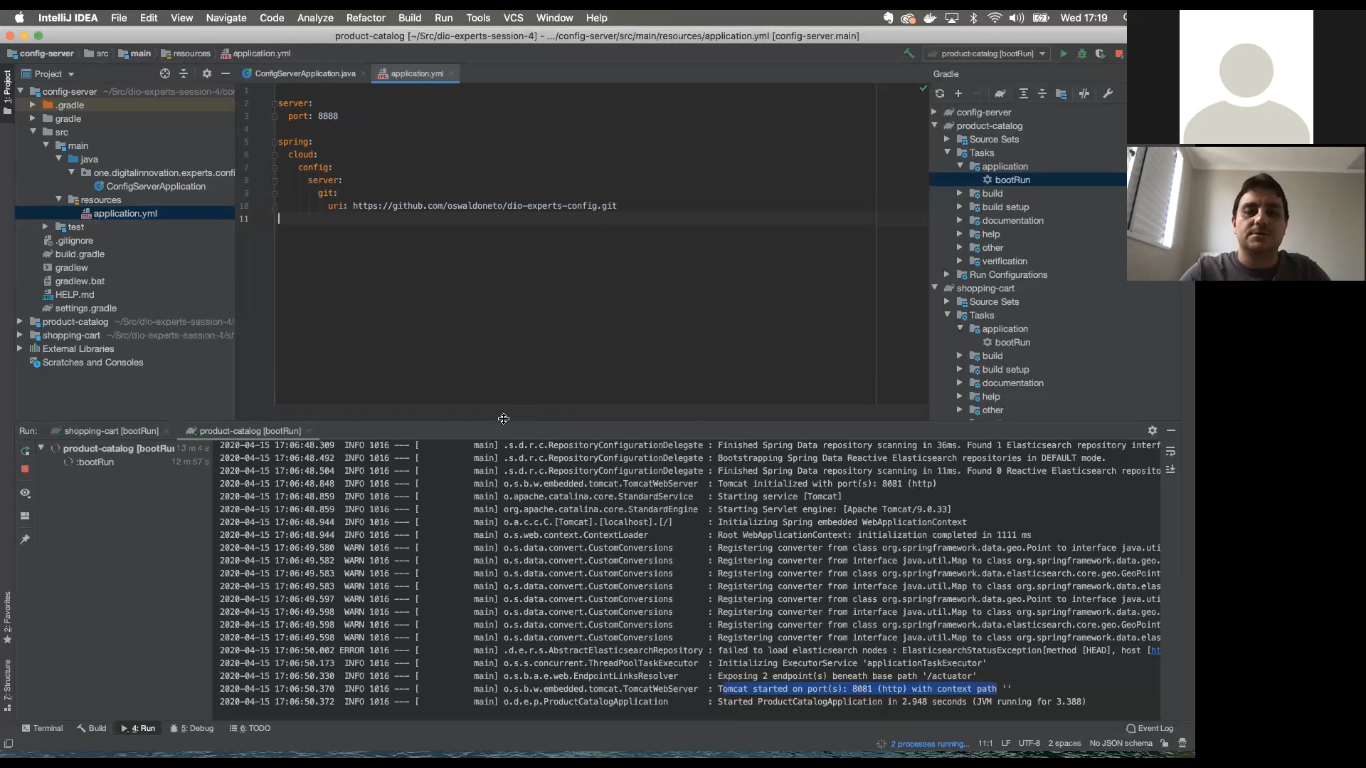 IntelliJ IDEA File Edit View Navigate Code Analyze Refactor Build Run Tools VCS Window Help Wed 17:19
product-catalog [~/Src/dio-experts-session-4] - .../config-server/src/main/resources/application.yml [config-server.main]
config-server src main resources application.yml product-catalog [bootRun]
1: Project
Project
ConfigServerApplication.java application.yml
config-server ~/Src/dio-experts-session-4/con
.gradle
gradle
src
main
java
one.digitalinnovation.experts.confi
ConfigServerApplication
resources
application.yml
test
.gitignore
build.gradle
gradlew
gradlew.bat
HELP.md
settings.gradle
product-catalog ~/Src/dio-experts-session-4/
shopping-cart ~/Src/dio-experts-session-4/sh
External Libraries
Scratches and Consoles
1
2 server:
3 port: 8888
4
5 spring:
6 cloud:
7 config:
8 server:
9 git:
10 uri: https://github.com/oswaldoneto/dio-experts-config.git
11
Gradle
config-server
product-catalog
Source Sets
Tasks
application
bootRun
build
build setup
documentation
help
other
verification
Run Configurations
shopping-cart
Source Sets
Tasks
application
bootRun
build
build setup
documentation
help
other
Run: shopping-cart [bootRun] product-catalog [bootRun]
product-catalog [bootRun 13 m 4 s
:bootRun 12 m 57 s
2020-04-15 17:06:48.309 INFO 1016 --- [ main] .s.d.r.c.RepositoryConfigurationDelegate : Finished Spring Data repository scanning in 36ms. Found 1 Elasticsearch repository interf
2020-04-15 17:06:48.492 INFO 1016 --- [ main] .s.d.r.c.RepositoryConfigurationDelegate : Bootstrapping Spring Data Reactive Elasticsearch repositories in DEFAULT mode.
2020-04-15 17:06:48.504 INFO 1016 --- [ main] .s.d.r.c.RepositoryConfigurationDelegate : Finished Spring Data repository scanning in 11ms. Found 0 Reactive Elasticsearch reposito
2020-04-15 17:06:48.848 INFO 1016 --- [ main] o.s.b.w.embedded.tomcat.TomcatWebServer : Tomcat initialized with port(s): 8081 (http)
2020-04-15 17:06:48.859 INFO 1016 --- [ main] o.apache.catalina.core.StandardService : Starting service [Tomcat]
2020-04-15 17:06:48.859 INFO 1016 --- [ main] org.apache.catalina.core.StandardEngine : Starting Servlet engine: [Apache Tomcat/9.0.33]
2020-04-15 17:06:48.944 INFO 1016 --- [ main] o.a.c.c.C.[Tomcat].[localhost].[/] : Initializing Spring embedded WebApplicationContext
2020-04-15 17:06:48.944 INFO 1016 --- [ main] o.s.web.context.ContextLoader : Root WebApplicationContext: initialization completed in 1111 ms
2020-04-15 17:06:49.580 WARN 1016 --- [ main] o.s.data.convert.CustomConversions : Registering converter from class org.springframework.data.geo.Point to interface java.uti
2020-04-15 17:06:49.582 WARN 1016 --- [ main] o.s.data.convert.CustomConversions : Registering converter from interface java.util.Map to class org.springframework.data.geo.
2020-04-15 17:06:49.583 WARN 1016 --- [ main] o.s.data.convert.CustomConversions : Registering converter from class org.springframework.data.elasticsearch.core.geo.GeoPoint
2020-04-15 17:06:49.583 WARN 1016 --- [ main] o.s.data.convert.CustomConversions : Registering converter from interface java.util.Map to class org.springframework.data.elas
2020-04-15 17:06:49.597 WARN 1016 --- [ main] o.s.data.convert.CustomConversions : Registering converter from class org.springframework.data.geo.Point to interface java.uti
2020-04-15 17:06:49.598 WARN 1016 --- [ main] o.s.data.convert.CustomConversions : Registering converter from interface java.util.Map to class org.springframework.data.geo.
2020-04-15 17:06:49.598 WARN 1016 --- [ main] o.s.data.convert.CustomConversions : Registering converter from class org.springframework.data.elasticsearch.core.geo.GeoPoint
2020-04-15 17:06:49.598 WARN 1016 --- [ main] o.s.data.convert.CustomConversions : Registering converter from interface java.util.Map to class org.springframework.data.elas
2020-04-15 17:06:50.002 ERROR 1016 --- [ main] .d.e.r.s.AbstractElasticsearchRepository : failed to load elasticsearch nodes : ElasticsearchStatusException[method [HEAD], host [ht
2020-04-15 17:06:50.173 INFO 1016 --- [ main] o.s.s.concurrent.ThreadPoolTaskExecutor : Initializing ExecutorService 'applicationTaskExecutor'
2020-04-15 17:06:50.330 INFO 1016 --- [ main] o.s.b.a.e.web.EndpointLinksResolver : Exposing 2 endpoint(s) beneath base path '/actuator'
2020-04-15 17:06:50.370 INFO 1016 --- [ main] o.s.b.w.embedded.tomcat.TomcatWebServer : Tomcat started on port(s): 8081 (http) with context path ''
2020-04-15 17:06:50.372 INFO 1016 --- [ main] o.d.e.p.ProductCatalogApplication : Started ProductCatalogApplication in 2.948 seconds (JVM running for 3.388)
2: Favorites
7: Structure
Terminal Build 4: Run 5: Debug 6: TODO Event Log
2 processes running... 11:1 LF UTF-8 2 spaces No JSON schema